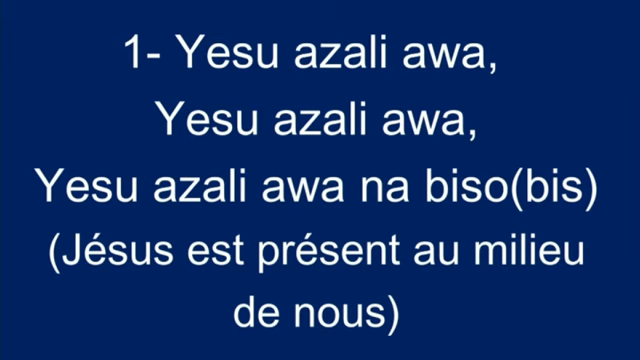 1- Yesu azali awa,
Yesu azali awa,
Yesu azali awa na biso(bis)
(Jésus est présent au milieu
de nous)